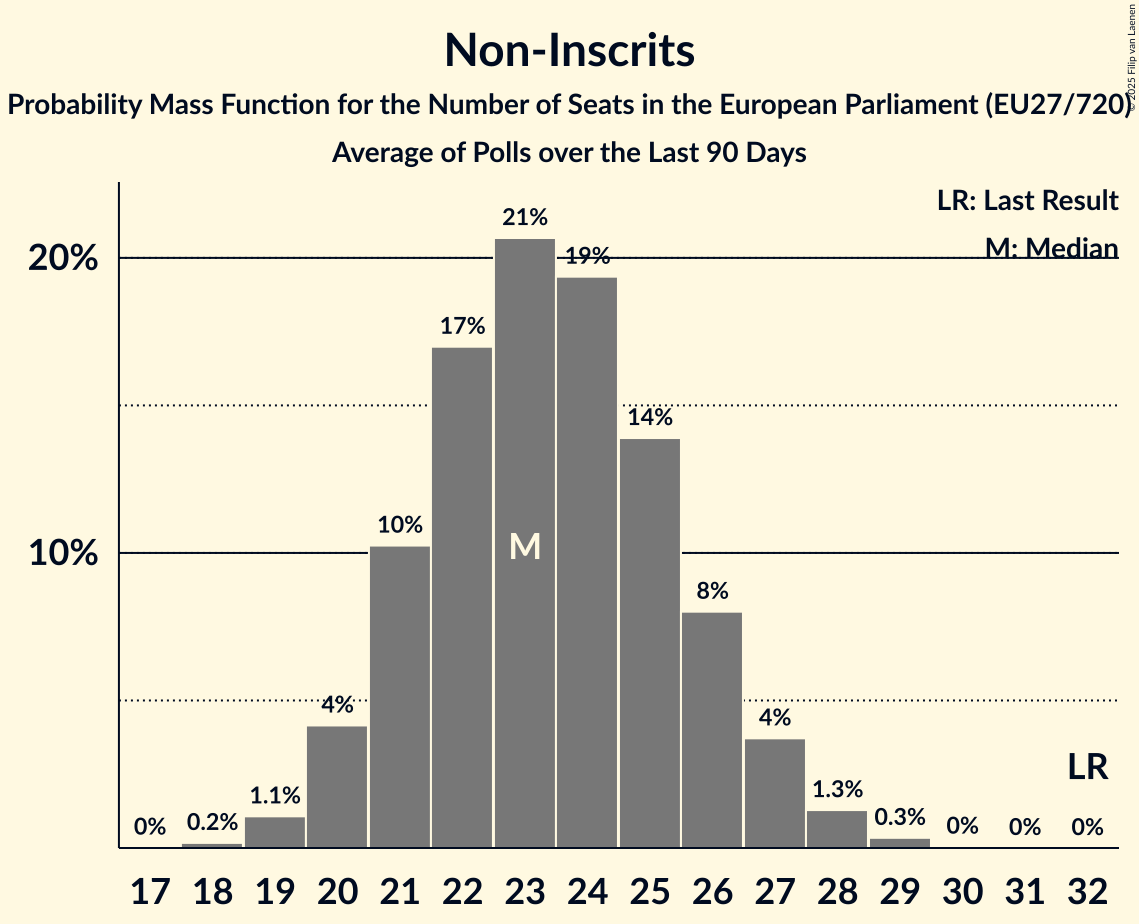 Non-Inscrits
Probability Mass Function for the Number of Seats in the European Parliament (EU27/720)
Average of Polls over the Last 90 Days
© 2025 Filip van Laenen
LR: Last Result
M: Median
20%
10%
0%
0.2%
1.1%
4%
10%
17%
21%
19%
14%
8%
4%
1.3%
0.3%
0%
0%
0%
M
LR
17 18 19 20 21 22 23 24 25 26 27 28 29 30 31 32